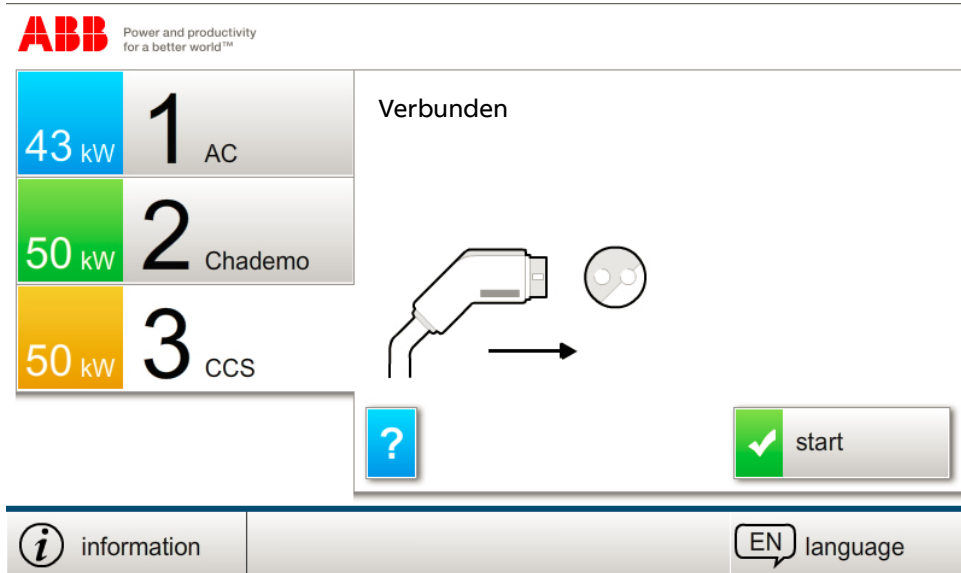 ABB
Power and productivity
for a better world™
43 kW 1 AC
50 kW 2 Chademo
50 kW 3 CCS
Verbunden
?
start
i information
EN language